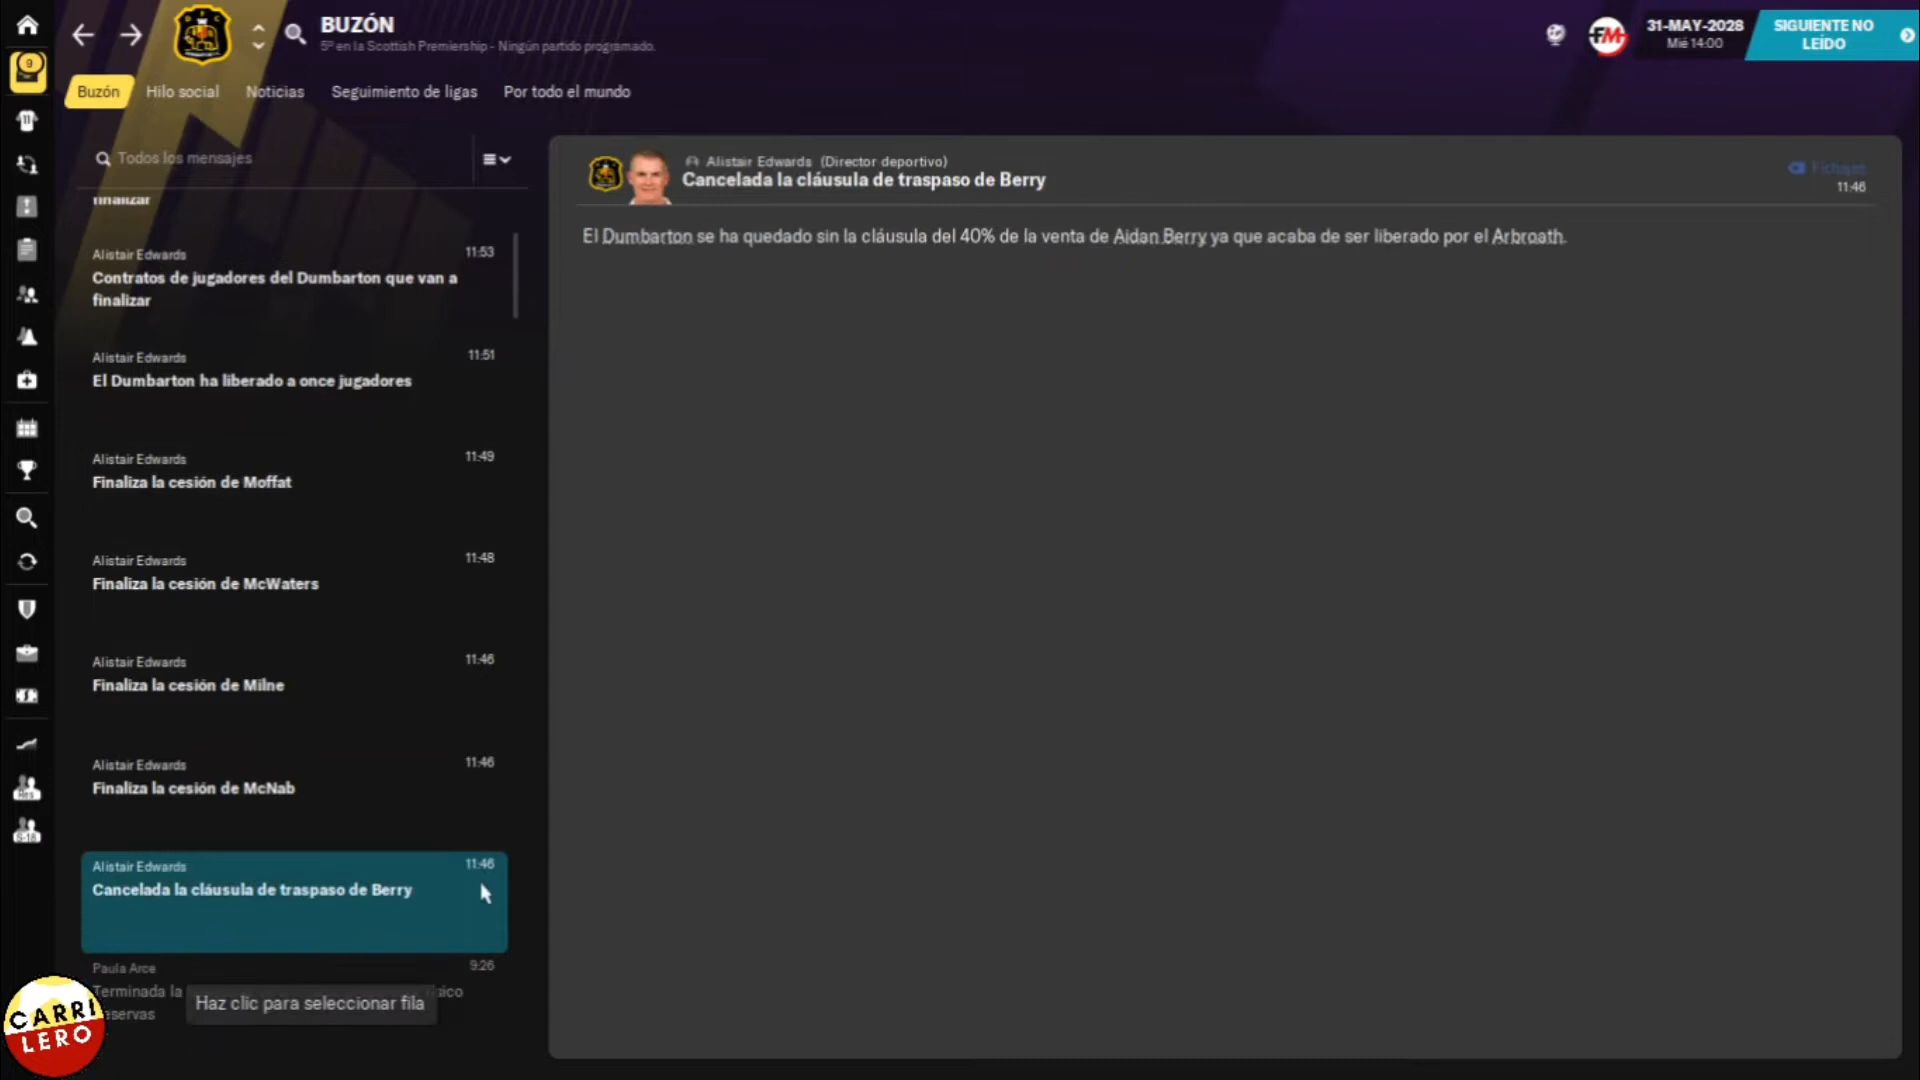 BUZÓN
5º en la Scottish Premiership - Ningún partido programado.
31-MAY-2028
Mié 14:00
SIGUIENTE NO
LEÍDO
9
FM
Buzón
Hilo social
Noticias
Seguimiento de ligas
Por todo el mundo
Todos los mensajes
finalizar
Alistair Edwards
11:53
Contratos de jugadores del Dumbarton que van a
finalizar
Alistair Edwards
11:51
El Dumbarton ha liberado a once jugadores
Alistair Edwards
11:49
Finaliza la cesión de Moffat
Alistair Edwards
11:48
Finaliza la cesión de McWaters
Alistair Edwards
11:46
Finaliza la cesión de Milne
Alistair Edwards
11:46
Finaliza la cesión de McNab
Alistair Edwards
11:46
Cancelada la cláusula de traspaso de Berry
Paula Arce
9:26
Terminada la
Haz clic para seleccionar fila
Alistair Edwards (Director deportivo)
Cancelada la cláusula de traspaso de Berry
Fichajes
11:46
El Dumbarton se ha quedado sin la cláusula del 40% de la venta de Aidan Berry ya que acaba de ser liberado por el Arbroath.
CARRI
LERO